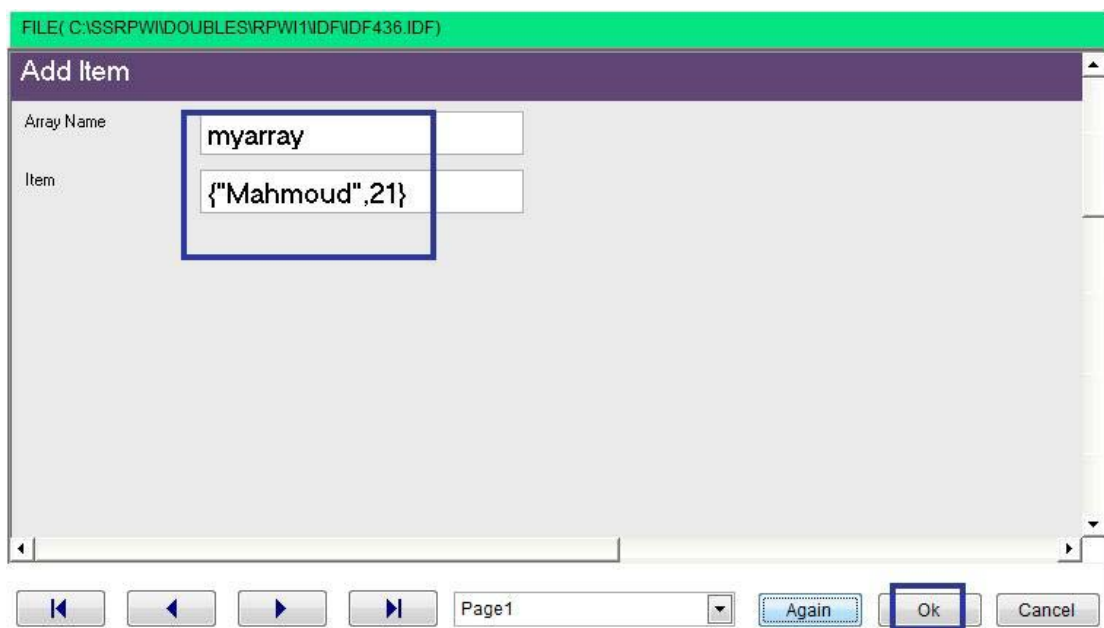 FILE( C:\SSRPWI\DOUBLES\RPWI1\IDF\IDF436.IDF)
Add Item
Array Name
myarray
Item
{"Mahmoud",21}
Page1
Again
Ok
Cancel